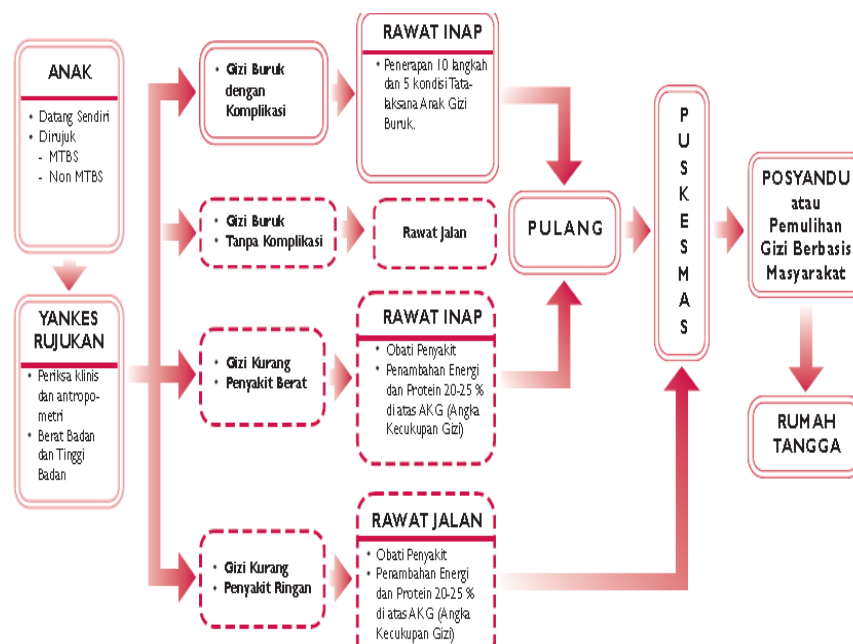 ANAK
• Datang Sendiri
• Dirujuk
- MTBS
- Non MTBS
YANKES
RUJUKAN
• Periksa klinis dan
antropo-
metri
• Berat Badan
dan Tinggi
Badan
• Gizi Buruk
dengan
Komplikasi
RAWAT INAP
• Penerapan 10 langkah
dan 5 kondisi Tata-
laksana Anak Gizi
Buruk.
• Gizi Buruk
• Tanpa Komplikasi
Rawat Jalan
• Gizi Kurang
• Penyakit Berat
RAWAT INAP
• Obati Penyakit
• Penambahan Energi
dan Protein 20-25 %
di atas AKG (Angka
Kecukupan Gizi)
• Gizi Kurang
• Penyakit Ringan
RAWAT JALAN
• Obati Penyakit
• Penambahan Energi
dan Protein 20-25 %
di atas AKG (Angka
Kecukupan Gizi)
PULANG
PUSKESMAS
POSYANDU
atau
Pemulihan
Gizi Berbasis
Masyarakat
RUMAH
TANGGA